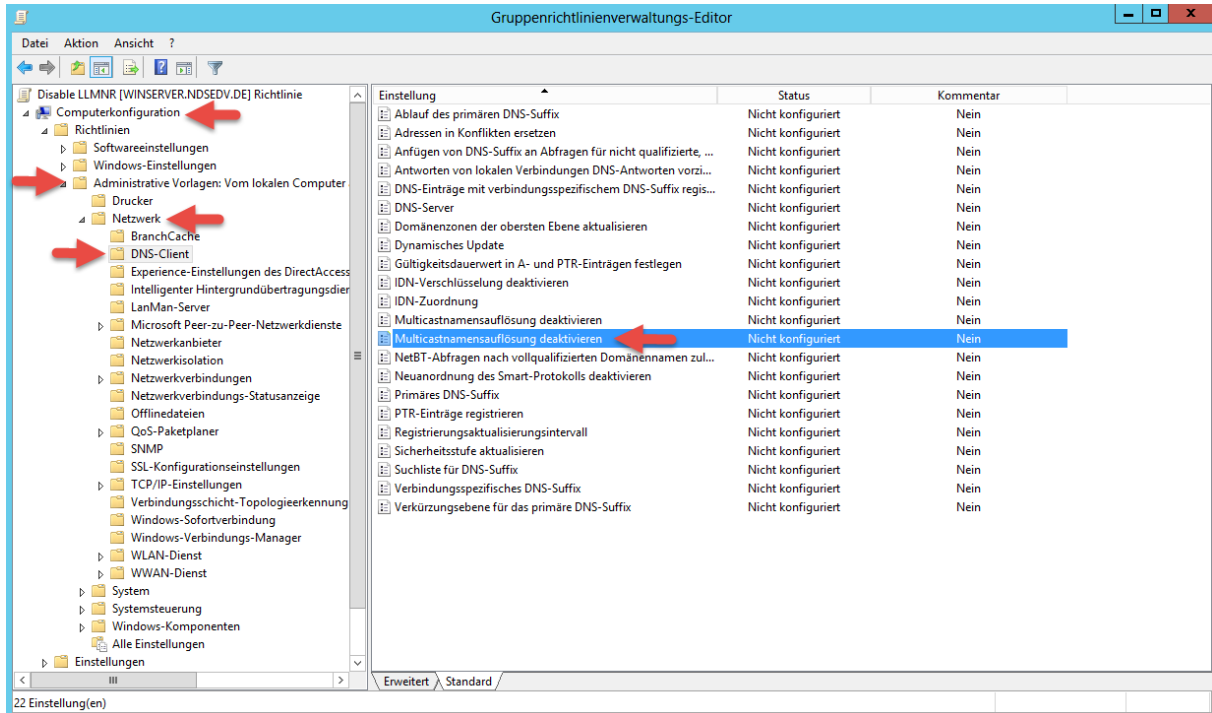 Gruppenrichtlinienverwaltungs-Editor
Datei Aktion Ansicht ?
Disable LLMNR [WINSERVER.NDSEDV.DE] Richtlinie
Computerkonfiguration
Richtlinien
Softwareeinstellungen
Windows-Einstellungen
Administrative Vorlagen: Vom lokalen Computer
Drucker
Netzwerk
BranchCache
DNS-Client
Experience-Einstellungen des DirectAccess
Intelligenter Hintergrundübertragungsdier
LanMan-Server
Microsoft Peer-zu-Peer-Netzwerkdienste
Netzwerkanbieter
Netzwerkisolation
Netzwerkverbindungen
Netzwerkverbindungs-Statusanzeige
Offlinedateien
QoS-Paketplaner
SNMP
SSL-Konfigurationseinstellungen
TCP/IP-Einstellungen
Verbindungsschicht-Topologieerkennung
Windows-Sofortverbindung
Windows-Verbindungs-Manager
WLAN-Dienst
WWAN-Dienst
System
Systemsteuerung
Windows-Komponenten
Alle Einstellungen
Einstellungen
Einstellung Status Kommentar
Ablauf des primären DNS-Suffix Nicht konfiguriert Nein
Adressen in Konflikten ersetzen Nicht konfiguriert Nein
Anfügen von DNS-Suffix an Abfragen für nicht qualifizierte, ... Nicht konfiguriert Nein
Antworten von lokalen Verbindungen DNS-Antworten vorzi... Nicht konfiguriert Nein
DNS-Einträge mit verbindungsspezifischem DNS-Suffix regis... Nicht konfiguriert Nein
DNS-Server Nicht konfiguriert Nein
Domänenzonen der obersten Ebene aktualisieren Nicht konfiguriert Nein
Dynamisches Update Nicht konfiguriert Nein
Gültigkeitsdauerwert in A- und PTR-Einträgen festlegen Nicht konfiguriert Nein
IDN-Verschlüsselung deaktivieren Nicht konfiguriert Nein
IDN-Zuordnung Nicht konfiguriert Nein
Multicastnamensauflösung deaktivieren Nicht konfiguriert Nein
Multicastnamensauflösung deaktivieren Nicht konfiguriert Nein
NetBT-Abfragen nach vollqualifizierten Domänennamen zul... Nicht konfiguriert Nein
Neuanordnung des Smart-Protokolls deaktivieren Nicht konfiguriert Nein
Primäres DNS-Suffix Nicht konfiguriert Nein
PTR-Einträge registrieren Nicht konfiguriert Nein
Registrierungsaktualisierungsintervall Nicht konfiguriert Nein
Sicherheitsstufe aktualisieren Nicht konfiguriert Nein
Suchliste für DNS-Suffix Nicht konfiguriert Nein
Verbindungsspezifisches DNS-Suffix Nicht konfiguriert Nein
Verkürzungsebene für das primäre DNS-Suffix Nicht konfiguriert Nein
Erweitert Standard
22 Einstellung(en)